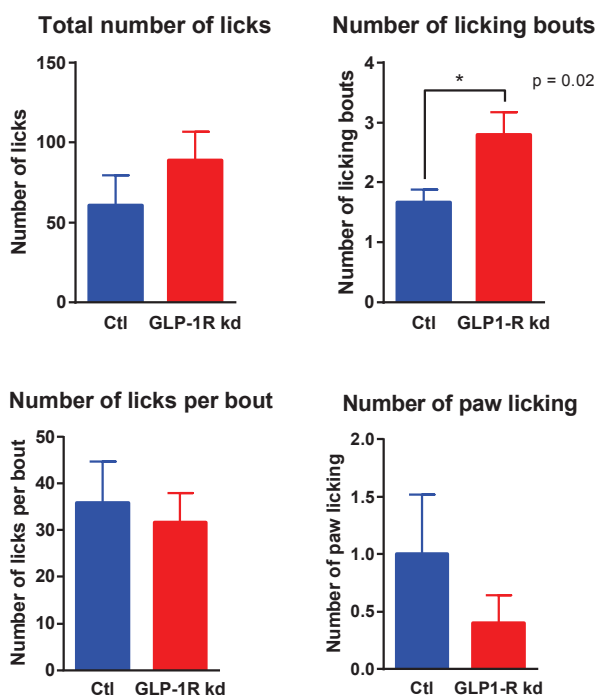 Total number of licks
Number of licks
150
100
50
0
Ctl GLP-1R kd
Number of licking bouts
Number of licking bouts
4
3
2
1
0
*
p = 0.02
Ctl GLP1-R kd
Number of licks per bout
Number of licks per bout
50
40
30
20
10
0
Ctl GLP-1R kd
Number of paw licking
Number of paw licking
2.0
1.5
1.0
0.5
0.0
Ctl GLP1-R kd